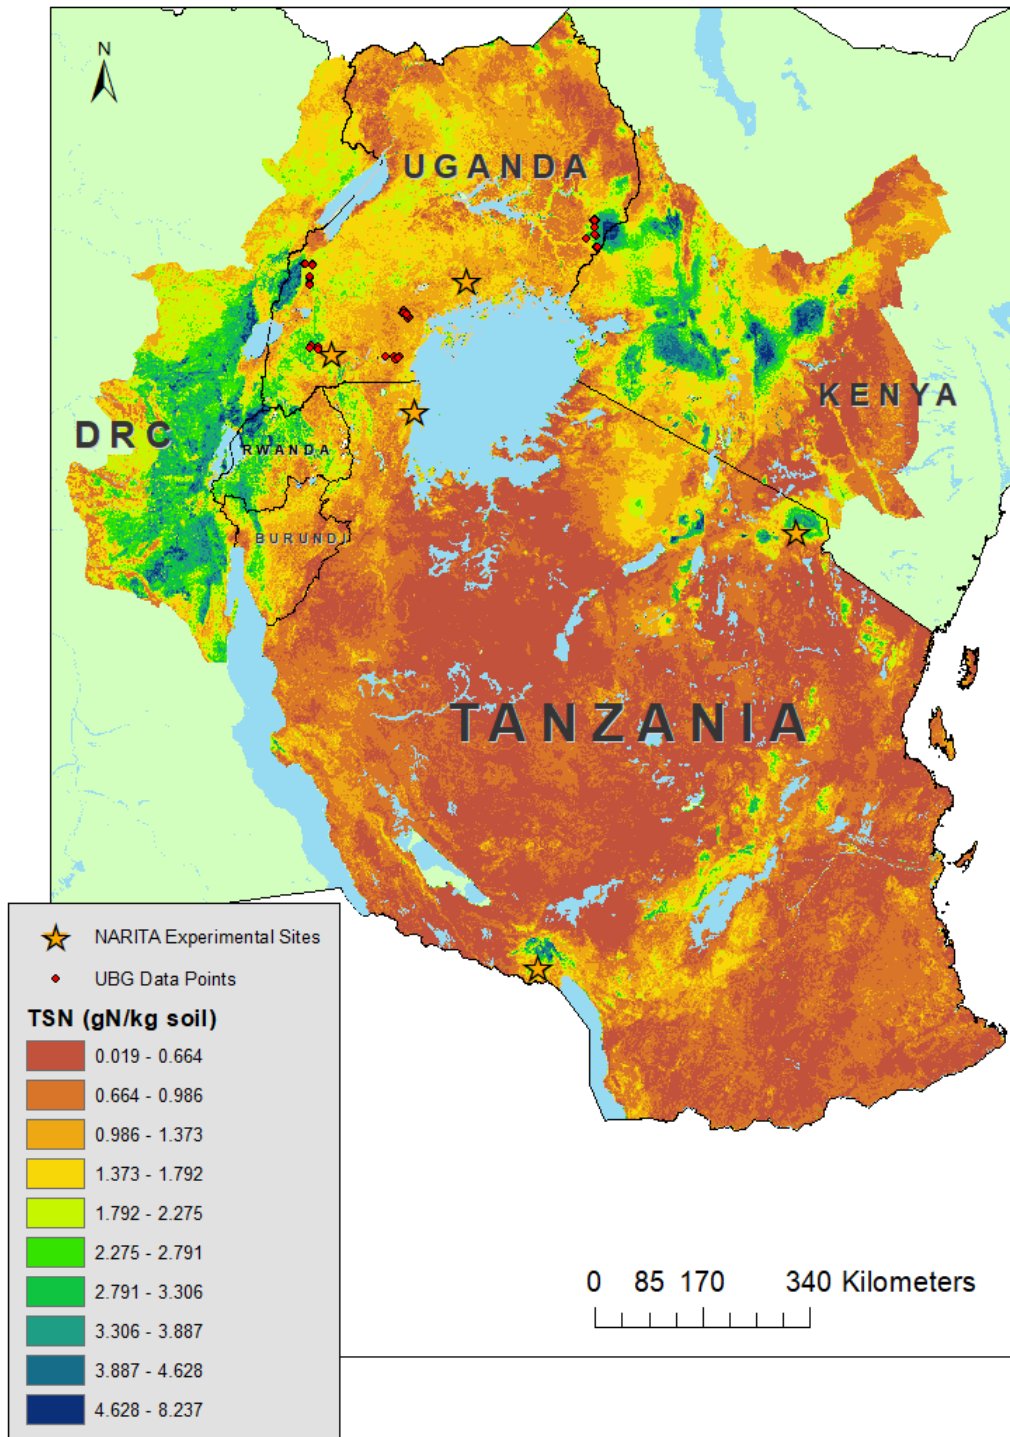 N
UGANDA
KENYA
DRC
RWANDA
BURUNDI
TANZANIA
NARITA Experimental Sites
UBG Data Points
TSN (gN/kg soil)
0.019 - 0.664
0.664 - 0.986
0.986 - 1.373
1.373 - 1.792
1.792 - 2.275
2.275 - 2.791
2.791 - 3.306
3.306 - 3.887
3.887 - 4.628
4.628 - 8.237
0 85 170 340 Kilometers